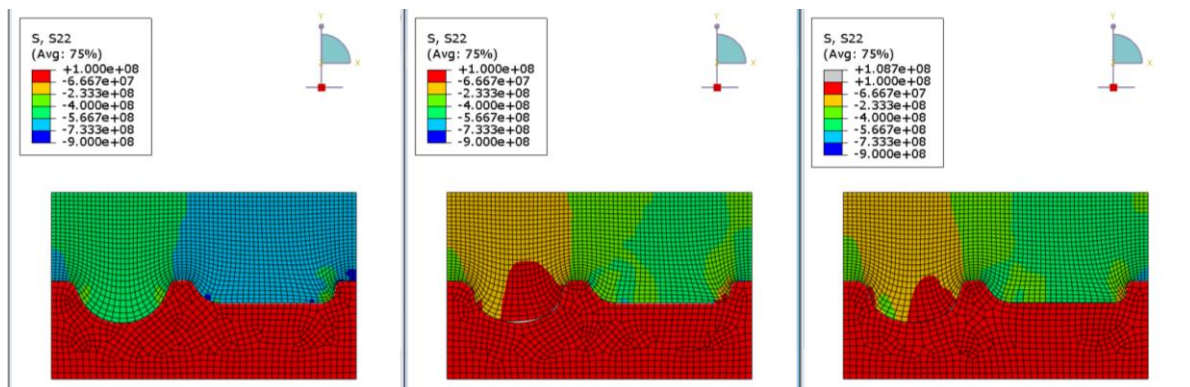 S, S22
(Avg: 75%)
+1.000e+08
-6.667e+07
-2.333e+08
-4.000e+08
-5.667e+08
-7.333e+08
-9.000e+08
Y
X
S, S22
(Avg: 75%)
+1.000e+08
-6.667e+07
-2.333e+08
-4.000e+08
-5.667e+08
-7.333e+08
-9.000e+08
Y
X
S, S22
(Avg: 75%)
+1.087e+08
+1.000e+08
-6.667e+07
-2.333e+08
-4.000e+08
-5.667e+08
-7.333e+08
-9.000e+08
Y
X